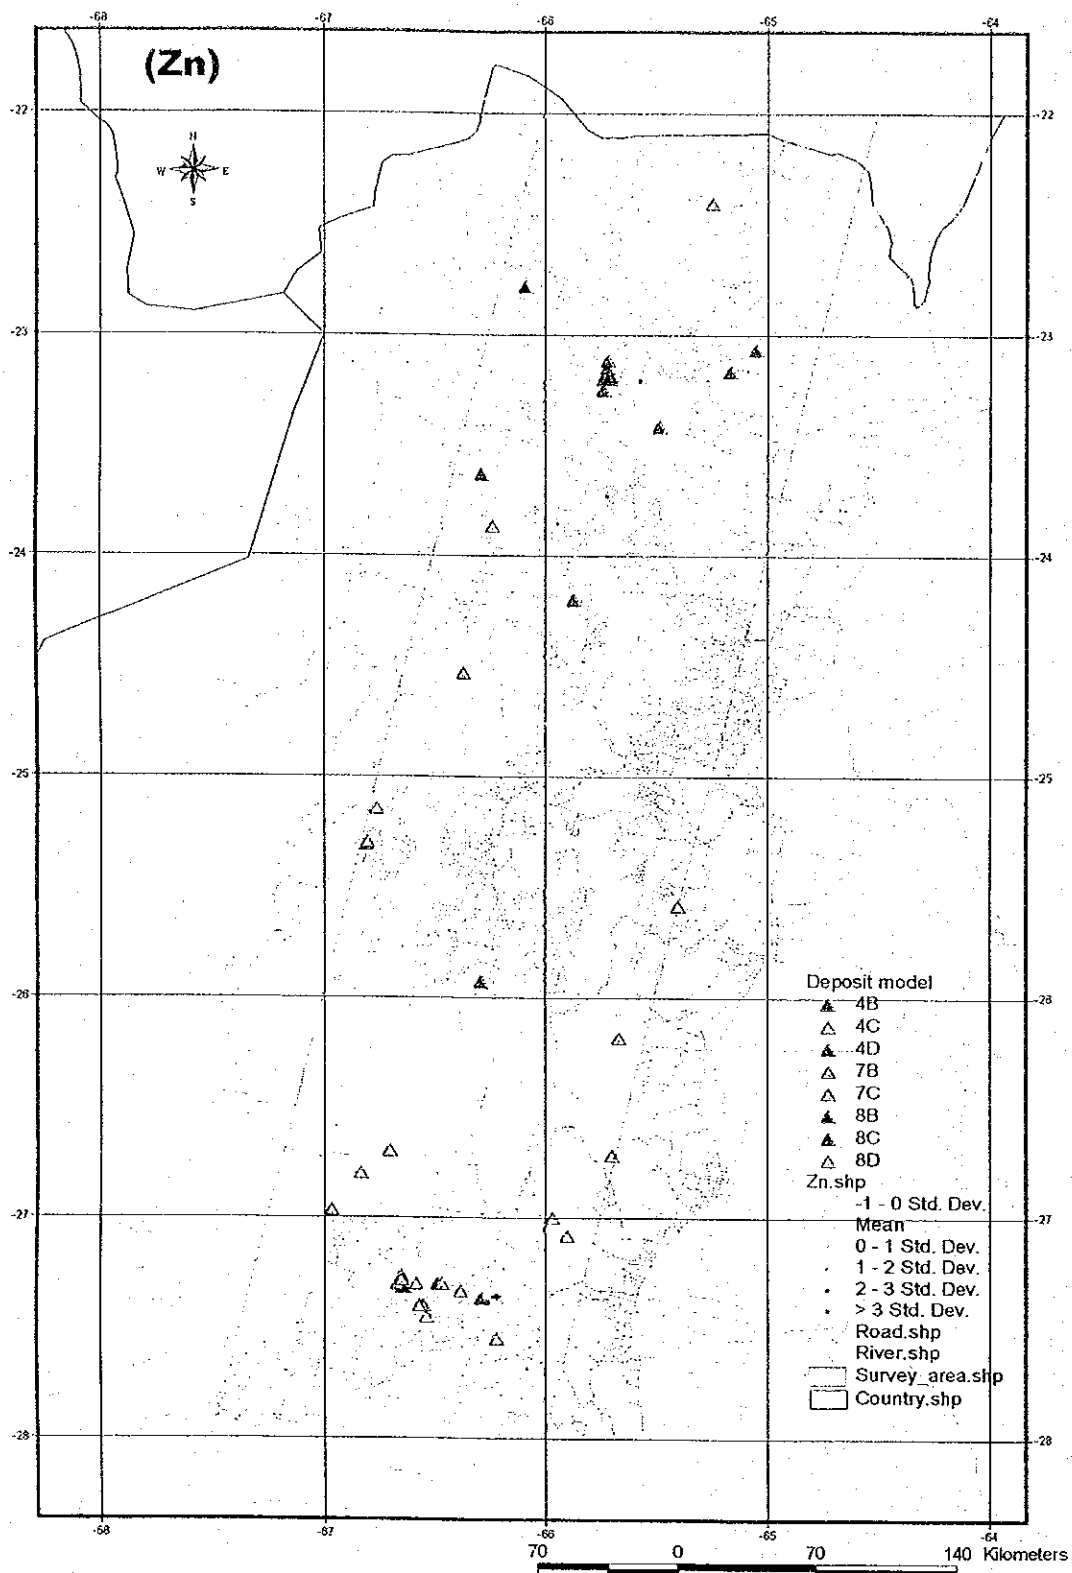 -68 -67 -66 -65 -64
(Zn)
-22 -22
N
W E
S
-23 -23
-24 -24
-25 -25
-26 -26
Deposit model
4B
4C
4D
7B
7C
8B
8C
8D
Zn.shp
-1 - 0 Std. Dev.
Mean
0 - 1 Std. Dev.
1 - 2 Std. Dev.
2 - 3 Std. Dev.
> 3 Std. Dev.
Road.shp
River.shp
Survey_area.shp
Country.shp
-27 -27
-28 -28
-68 -67 -66 -65 -64
70 0 70 140 Kilometers